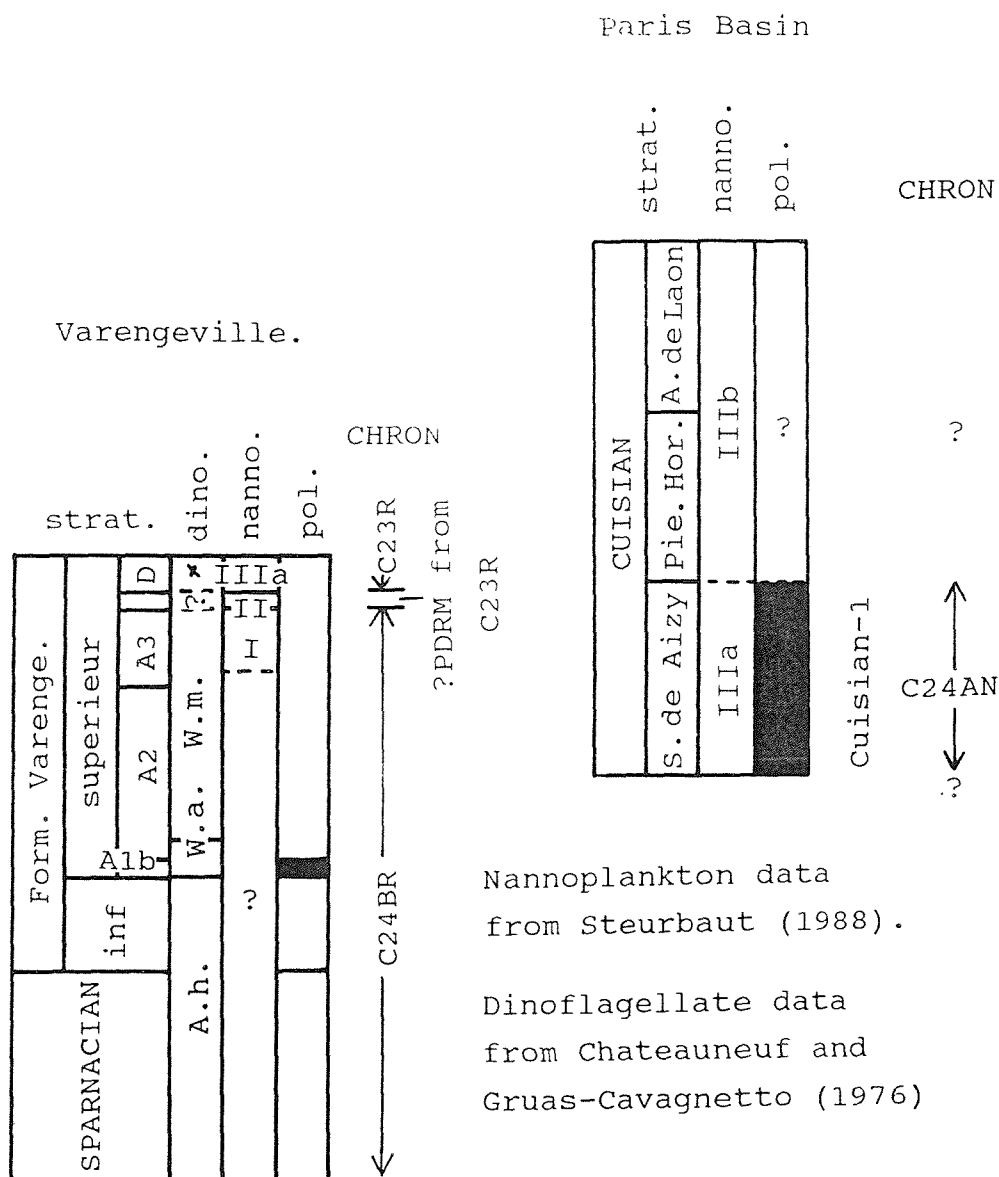 Paris Basin
strat.
nanno.
pol.
CHRON
CUISIAN
A.de Laon
Pie. Hor.
S.de Aizy
IIIb
IIIa
?
?
Cuisian-1
C24AN
?
Varengeville.
CHRON
strat.
dino.
nanno.
pol.
Form. Varenge.
superieur
inf
SPARNACIAN
D
A3
A2
A1b
?
W.m.
W.a.
A.h.
IIIa
II
I
?
C23R
?PDRM from
C23R
C24BR
Nannoplankton data
from Steurbaut (1988).
Dinoflagellate data
from Chateauneuf and
Gruas-Cavagnetto (1976)